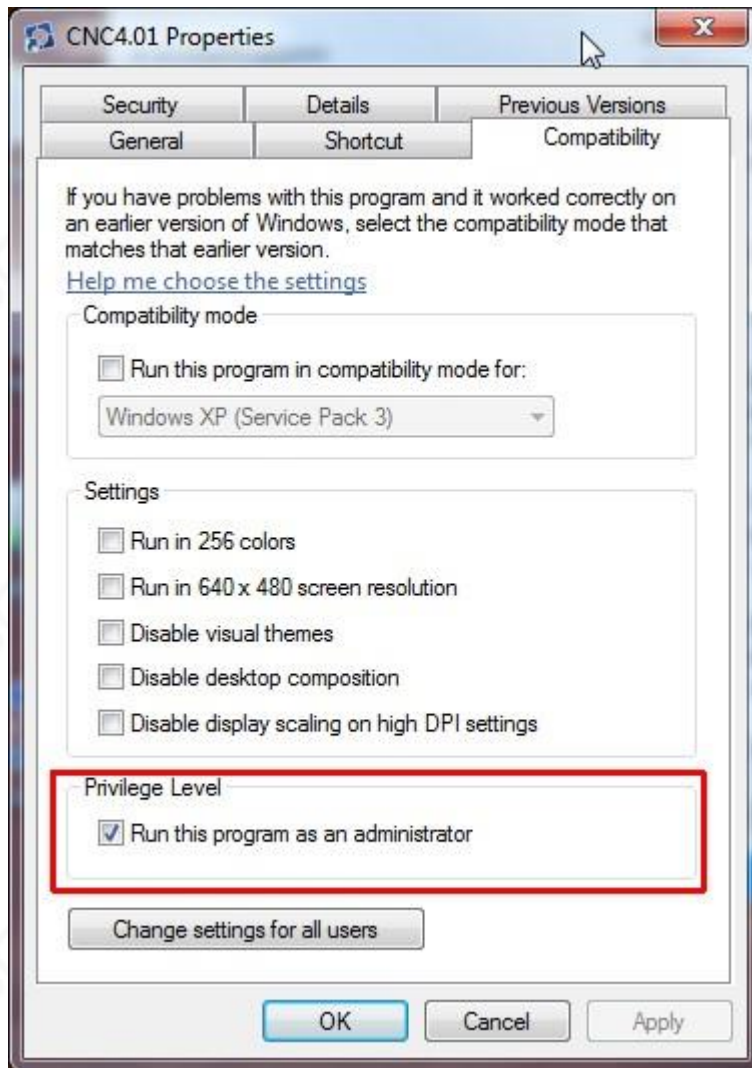 CNC4.01 Properties
Security Details Previous Versions
General Shortcut Compatibility
If you have problems with this program and it worked correctly on
an earlier version of Windows, select the compatibility mode that
matches that earlier version.
Help me choose the settings
Compatibility mode
Run this program in compatibility mode for:
Windows XP (Service Pack 3)
Settings
Run in 256 colors
Run in 640 x 480 screen resolution
Disable visual themes
Disable desktop composition
Disable display scaling on high DPI settings
Privilege Level
Run this program as an administrator
Change settings for all users
OK Cancel Apply